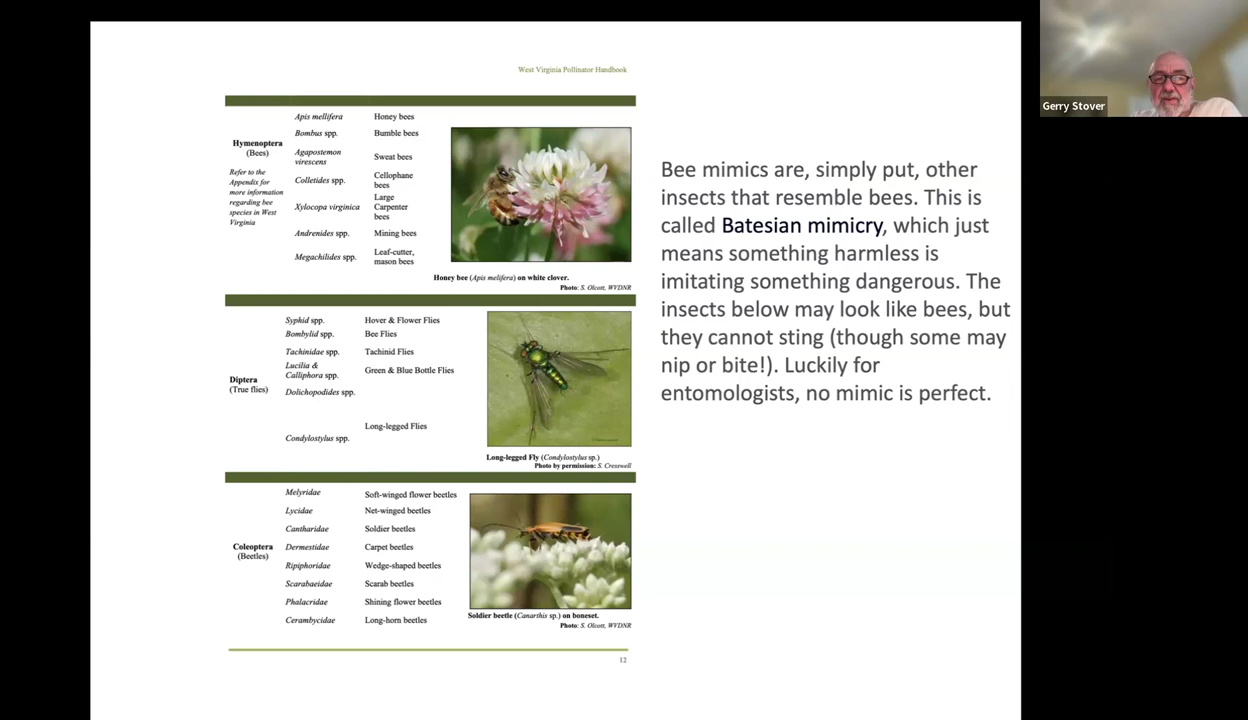 West Virginia Pollinator Handbook
Hymenoptera
(Bees)
Refer to the
Appendix for
more information
regarding bee
species in West
Virginia
Apis mellifera Honey bees
Bombus spp. Bumble bees
Agapostemon
virescens
Sweat bees
Colletides spp.
Cellophane
bees
Xylocopa virginica
Large
Carpenter
bees
Andrenides spp. Mining bees
Megachilides spp.
Leaf-cutter,
mason bees
Honey bee (Apis melifera) on white clover.
Photo: S. Olcott, WVDNR
Diptera
(True flies)
Syphid spp. Hover & Flower Flies
Bombylid spp. Bee Flies
Tachinidae spp. Tachinid Flies
Lucilia &
Calliphora spp.
Green & Blue Bottle Flies
Dolichopodides spp.
Long-legged Flies
Condylostylus spp.
Long-legged Fly (Condylostylus sp.)
Photo by permission: S. Cresswell
Coleoptera
(Beetles)
Melyridae Soft-winged flower beetles
Lycidae Net-winged beetles
Cantharidae Soldier beetles
Dermestidae Carpet beetles
Ripiphoridae Wedge-shaped beetles
Scarabaeidae Scarab beetles
Phalacridae Shining flower beetles
Cerambycidae Long-horn beetles
Soldier beetle (Canarthis sp.) on boneset.
Photo: S. Olcott, WVDNR
12
Bee mimics are, simply put, other
insects that resemble bees. This is
called Batesian mimicry, which just
means something harmless is
imitating something dangerous. The
insects below may look like bees, but
they cannot sting (though some may
nip or bite!). Luckily for
entomologists, no mimic is perfect.
Gerry Stover